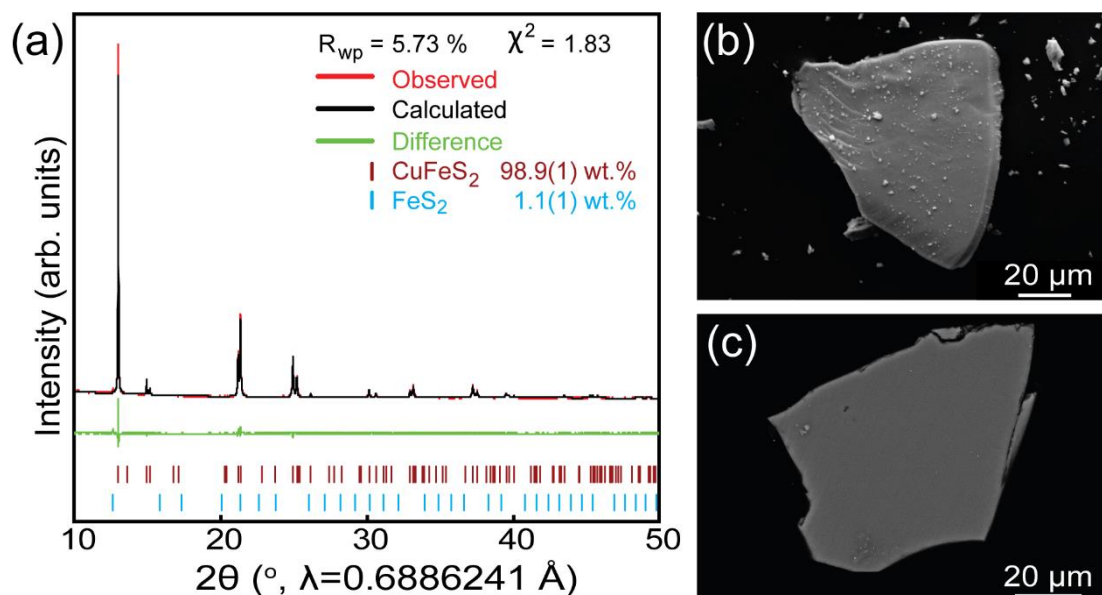 (a)
R_wp = 5.73 % χ² = 1.83
Observed
Calculated
Difference
CuFeS₂ 98.9(1) wt.%
FeS₂ 1.1(1) wt.%
Intensity (arb. units)
10 20 30 40 50
2θ (°, λ=0.6886241 Å)
(b)
20 µm
(c)
20 µm